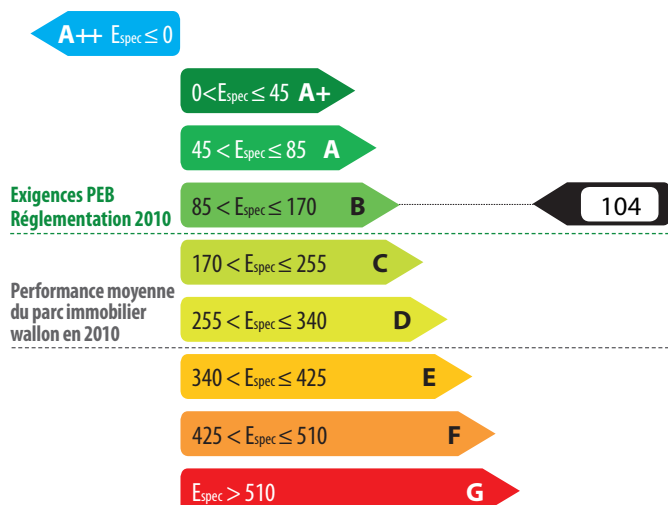 A++ Espec ≤ 0
0<Espec ≤ 45 A+
45 < Espec ≤ 85 A
Exigences PEB
Réglementation 2010
85 < Espec ≤ 170 B
104
170 < Espec ≤ 255 C
Performance moyenne
du parc immobilier
wallon en 2010
255 < Espec ≤ 340 D
340 < Espec ≤ 425 E
425 < Espec ≤ 510 F
Espec > 510 G